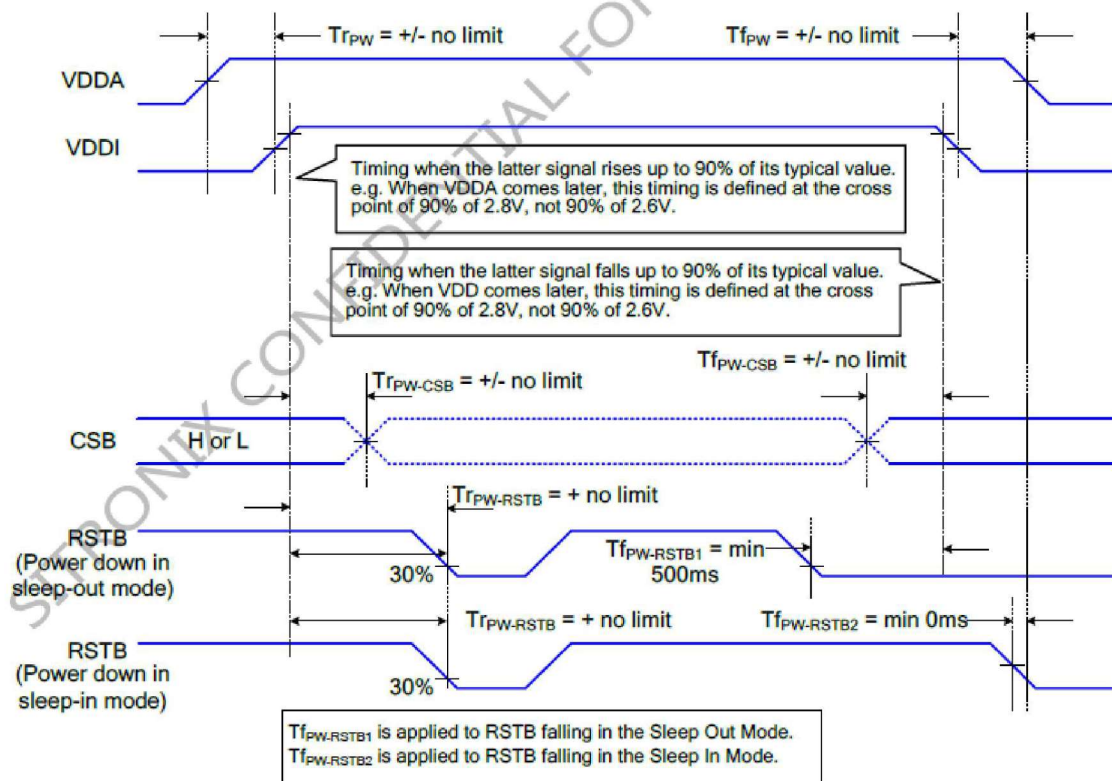 TrPW = +/- no limit
TfPW = +/- no limit
VDDA
VDDI
Timing when the latter signal rises up to 90% of its typical value.
e.g. When VDDA comes later, this timing is defined at the cross
point of 90% of 2.8V, not 90% of 2.6V.
Timing when the latter signal falls up to 90% of its typical value.
e.g. When VDD comes later, this timing is defined at the cross
point of 90% of 2.8V, not 90% of 2.6V.
TfPW-CSB = +/- no limit
TrPW-CSB = +/- no limit
CSB
H or L
TrPW-RSTB = + no limit
RSTB
(Power down in
sleep-out mode)
30%
TfPW-RSTB1 = min
500ms
TrPW-RSTB = + no limit
TfPW-RSTB2 = min 0ms
RSTB
(Power down in
sleep-in mode)
30%
TfPW-RSTB1 is applied to RSTB falling in the Sleep Out Mode.
TfPW-RSTB2 is applied to RSTB falling in the Sleep In Mode.
SITRONIX CONFIDENTIAL FOR